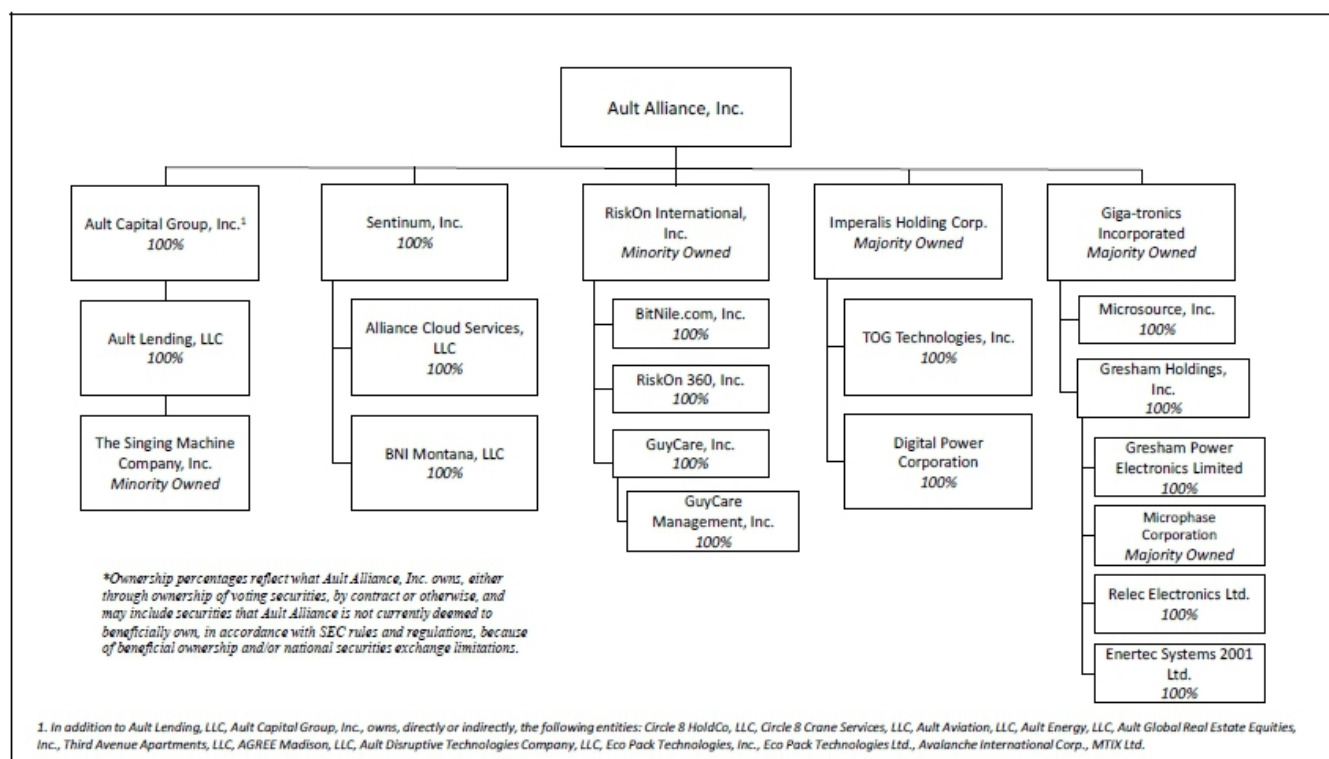 Ault Alliance, Inc.
Ault Capital Group, Inc.1
100%
Sentinum, Inc.
100%
RiskOn International,
Inc.
Minority Owned
Imperalis Holding Corp.
Majority Owned
Giga-tronics
Incorporated
Majority Owned
Ault Lending, LLC
100%
The Singing Machine
Company, Inc.
Minority Owned
Alliance Cloud Services,
LLC
100%
BNI Montana, LLC
100%
BitNile.com, Inc.
100%
RiskOn 360, Inc.
100%
GuyCare, Inc.
100%
GuyCare
Management, Inc.
100%
TOG Technologies, Inc.
100%
Digital Power
Corporation
100%
Microsource, Inc.
100%
Gresham Holdings,
Inc.
100%
Gresham Power
Electronics Limited
100%
Microphase
Corporation
Majority Owned
Relec Electronics Ltd.
100%
Enertec Systems 2001
Ltd.
100%
*Ownership percentages reflect what Ault Alliance, Inc. owns, either
through ownership of voting securities, by contract or otherwise, and
may include securities that Ault Alliance is not currently deemed to
beneficially own, in accordance with SEC rules and regulations, because
of beneficial ownership and/or national securities exchange limitations.
1. In addition to Ault Lending, LLC, Ault Capital Group, Inc., owns, directly or indirectly, the following entities: Circle 8 HoldCo, LLC, Circle 8 Crane Services, LLC, Ault Aviation, LLC, Ault Energy, LLC, Ault Global Real Estate Equities,
Inc., Third Avenue Apartments, LLC, AGREE Madison, LLC, Ault Disruptive Technologies Company, LLC, Eco Pack Technologies, Inc., Eco Pack Technologies Ltd., Avalanche International Corp., MTIX Ltd.